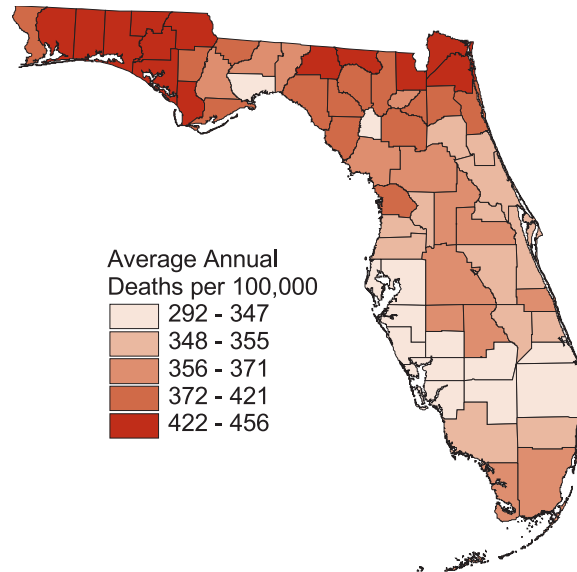 Average Annual
Deaths per 100,000
292 - 347
348 - 355
356 - 371
372 - 421
422 - 456